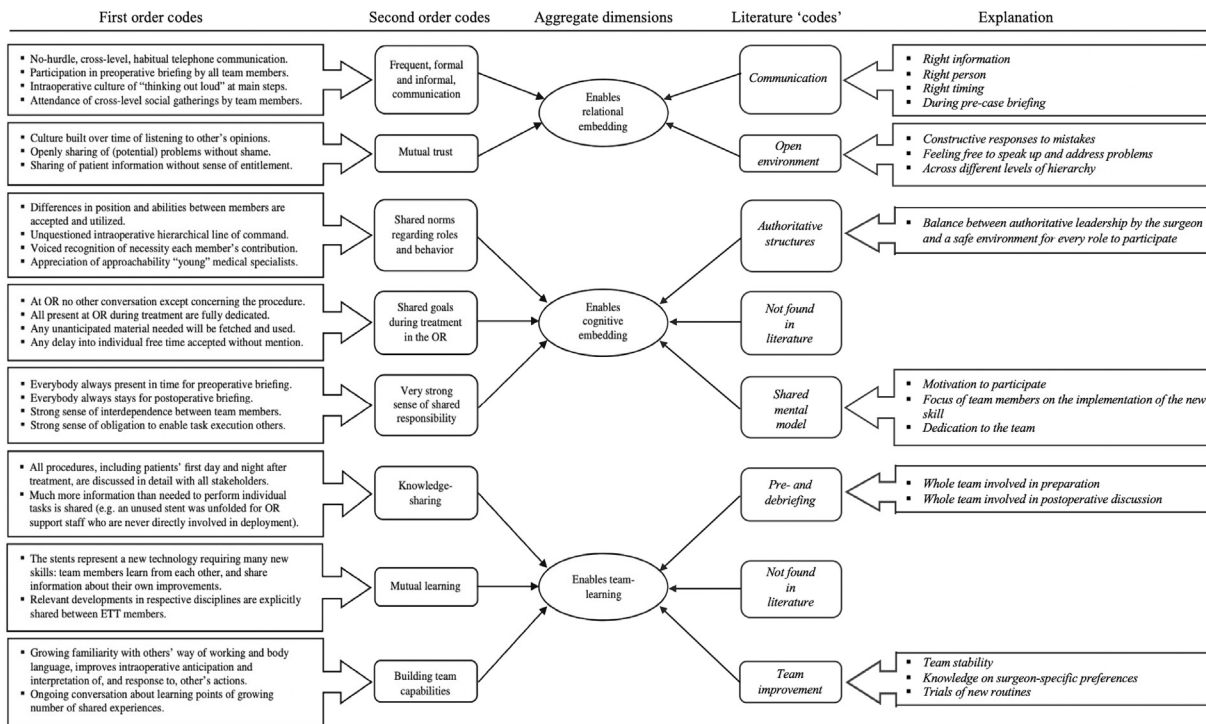 First order codes
Second order codes
Aggregate dimensions
Literature ‘codes’
Explanation
▪ No-hurdle, cross-level, habitual telephone communication.
▪ Participation in preoperative briefing by all team members.
▪ Intraoperative culture of “thinking out loud” at main steps.
▪ Attendance of cross-level social gatherings by team members.
Frequent, formal
and informal,
communication
Enables
relational
embedding
Communication
▪ Right information
▪ Right person
▪ Right timing
▪ During pre-case briefing
▪ Culture built over time of listening to other’s opinions.
▪ Openly sharing of (potential) problems without shame.
▪ Sharing of patient information without sense of entitlement.
Mutual trust
Open
environment
▪ Constructive responses to mistakes
▪ Feeling free to speak up and address problems
▪ Across different levels of hierarchy
▪ Differences in position and abilities between members are
accepted and utilized.
▪ Unquestioned intraoperative hierarchical line of command.
▪ Voiced recognition of necessity each member’s contribution.
▪ Appreciation of approachability “young” medical specialists.
Shared norms
regarding roles
and behavior
Authoritative
structures
▪ Balance between authoritative leadership by the surgeon
and a safe environment for every role to participate
▪ At OR no other conversation except concerning the procedure.
▪ All present at OR during treatment are fully dedicated.
▪ Any unanticipated material needed will be fetched and used.
▪ Any delay into individual free time accepted without mention.
Shared goals
during treatment
in the OR
Enables
cognitive
embedding
Not found
in
literature
▪ Everybody always present in time for preoperative briefing.
▪ Everybody always stays for postoperative briefing.
▪ Strong sense of interdependence between team members.
▪ Strong sense of obligation to enable task execution others.
Very strong
sense of shared
responsibility
Shared
mental
model
▪ Motivation to participate
▪ Focus of team members on the implementation of the new
skill
▪ Dedication to the team
▪ All procedures, including patients’ first day and night after
treatment, are discussed in detail with all stakeholders.
▪ Much more information than needed to perform individual
tasks is shared (e.g. an unused stent was unfolded for OR
support staff who are never directly involved in deployment).
Knowledge-
sharing
Pre- and
debriefing
▪ Whole team involved in preparation
▪ Whole team involved in postoperative discussion
▪ The stents represent a new technology requiring many new
skills: team members learn from each other, and share
information about their own improvements.
▪ Relevant developments in respective disciplines are explicitly
shared between ETT members.
Mutual learning
Enables team-
learning
Not found
in
literature
▪ Growing familiarity with others’ way of working and body
language, improves intraoperative anticipation and
interpretation of, and response to, other’s actions.
▪ Ongoing conversation about learning points of growing
number of shared experiences.
Building team
capabilities
Team
improvement
▪ Team stability
▪ Knowledge on surgeon-specific preferences
▪ Trials of new routines